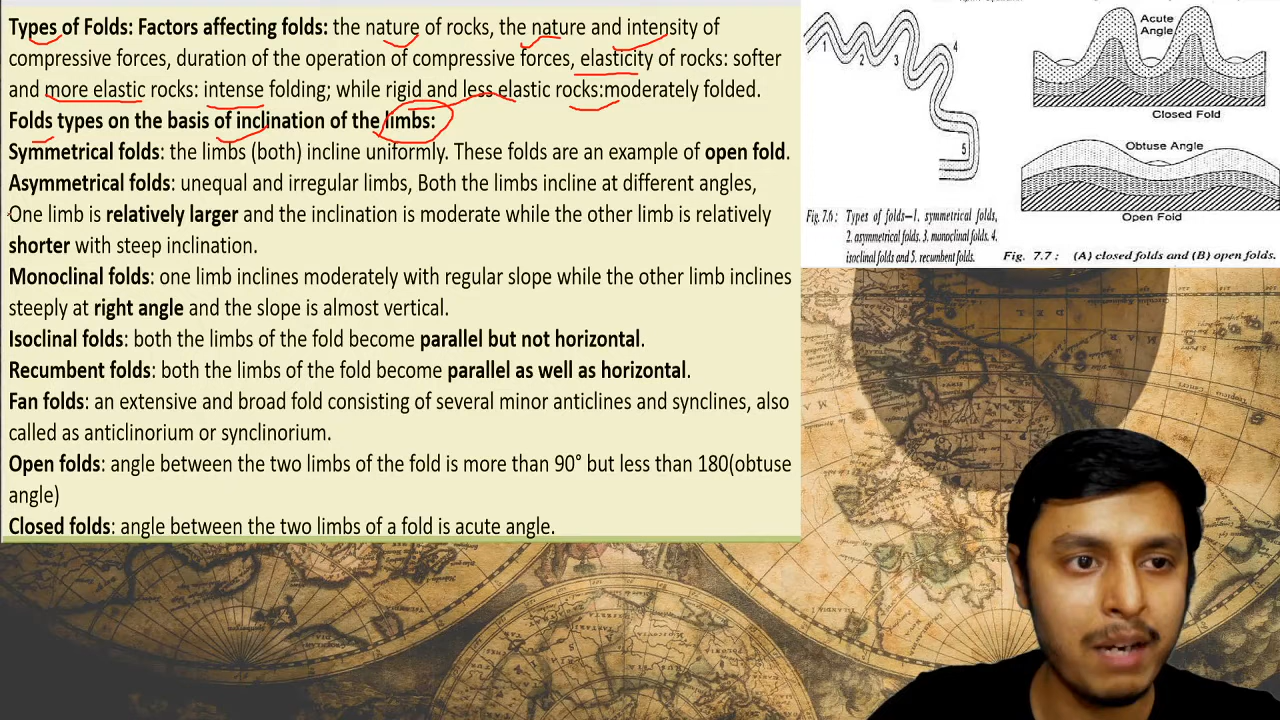 Types of Folds: Factors affecting folds: the nature of rocks, the nature and intensity of
compressive forces, duration of the operation of compressive forces, elasticity of rocks: softer
and more elastic rocks: intense folding; while rigid and less elastic rocks:moderately folded.
Folds types on the basis of inclination of the limbs:
Symmetrical folds: the limbs (both) incline uniformly. These folds are an example of open fold.
Asymmetrical folds: unequal and irregular limbs, Both the limbs incline at different angles,
One limb is relatively larger and the inclination is moderate while the other limb is relatively
shorter with steep inclination.
Monoclinal folds: one limb inclines moderately with regular slope while the other limb inclines
steeply at right angle and the slope is almost vertical.
Isoclinal folds: both the limbs of the fold become parallel but not horizontal.
Recumbent folds: both the limbs of the fold become parallel as well as horizontal.
Fan folds: an extensive and broad fold consisting of several minor anticlines and synclines, also
called as anticlinorium or synclinorium.
Open folds: angle between the two limbs of the fold is more than 90° but less than 180(obtuse
angle)
Closed folds: angle between the two limbs of a fold is acute angle.
1
2
3
4
5
Fig. 7.6 : Types of folds–1. symmetrical folds,
2. asymmetrical folds. 3. monoclinal folds. 4.
isoclinal folds and 5. recumbent folds.
Acute
Angle
Closed Fold
Obtuse Angle
Open Fold
Fig. 7.7 : (A) closed folds and (B) open folds.